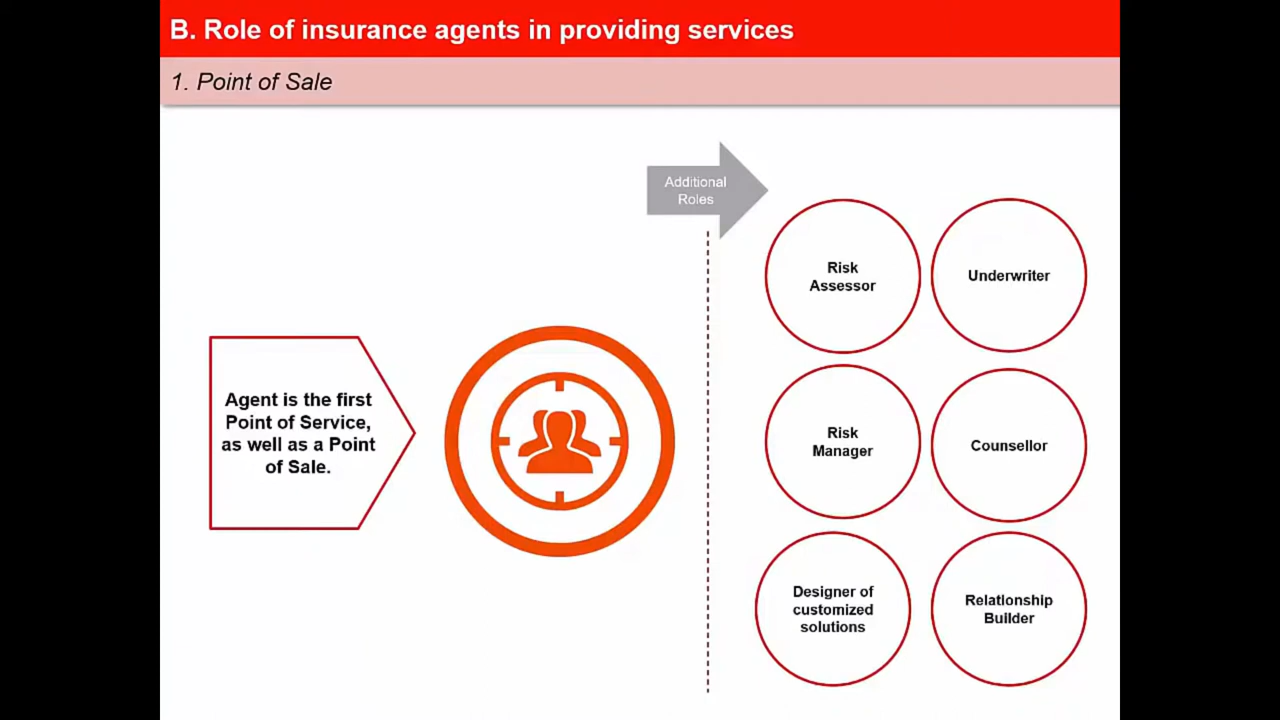 B. Role of insurance agents in providing services
1. Point of Sale
Additional
Roles
Agent is the first
Point of Service,
as well as a Point
of Sale.
Risk
Assessor
Underwriter
Risk
Manager
Counsellor
Designer of
customized
solutions
Relationship
Builder